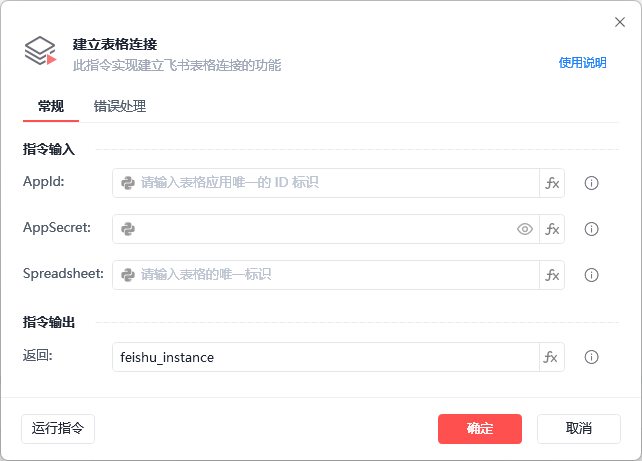 建立表格连接
此指令实现建立飞书表格连接的功能
使用说明
常规
错误处理
指令输入
AppId:
请输入表格应用唯一的 ID 标识
fx
AppSecret:
fx
Spreadsheet:
请输入表格的唯一标识
fx
指令输出
返回:
feishu_instance
fx
运行指令
确定
取消